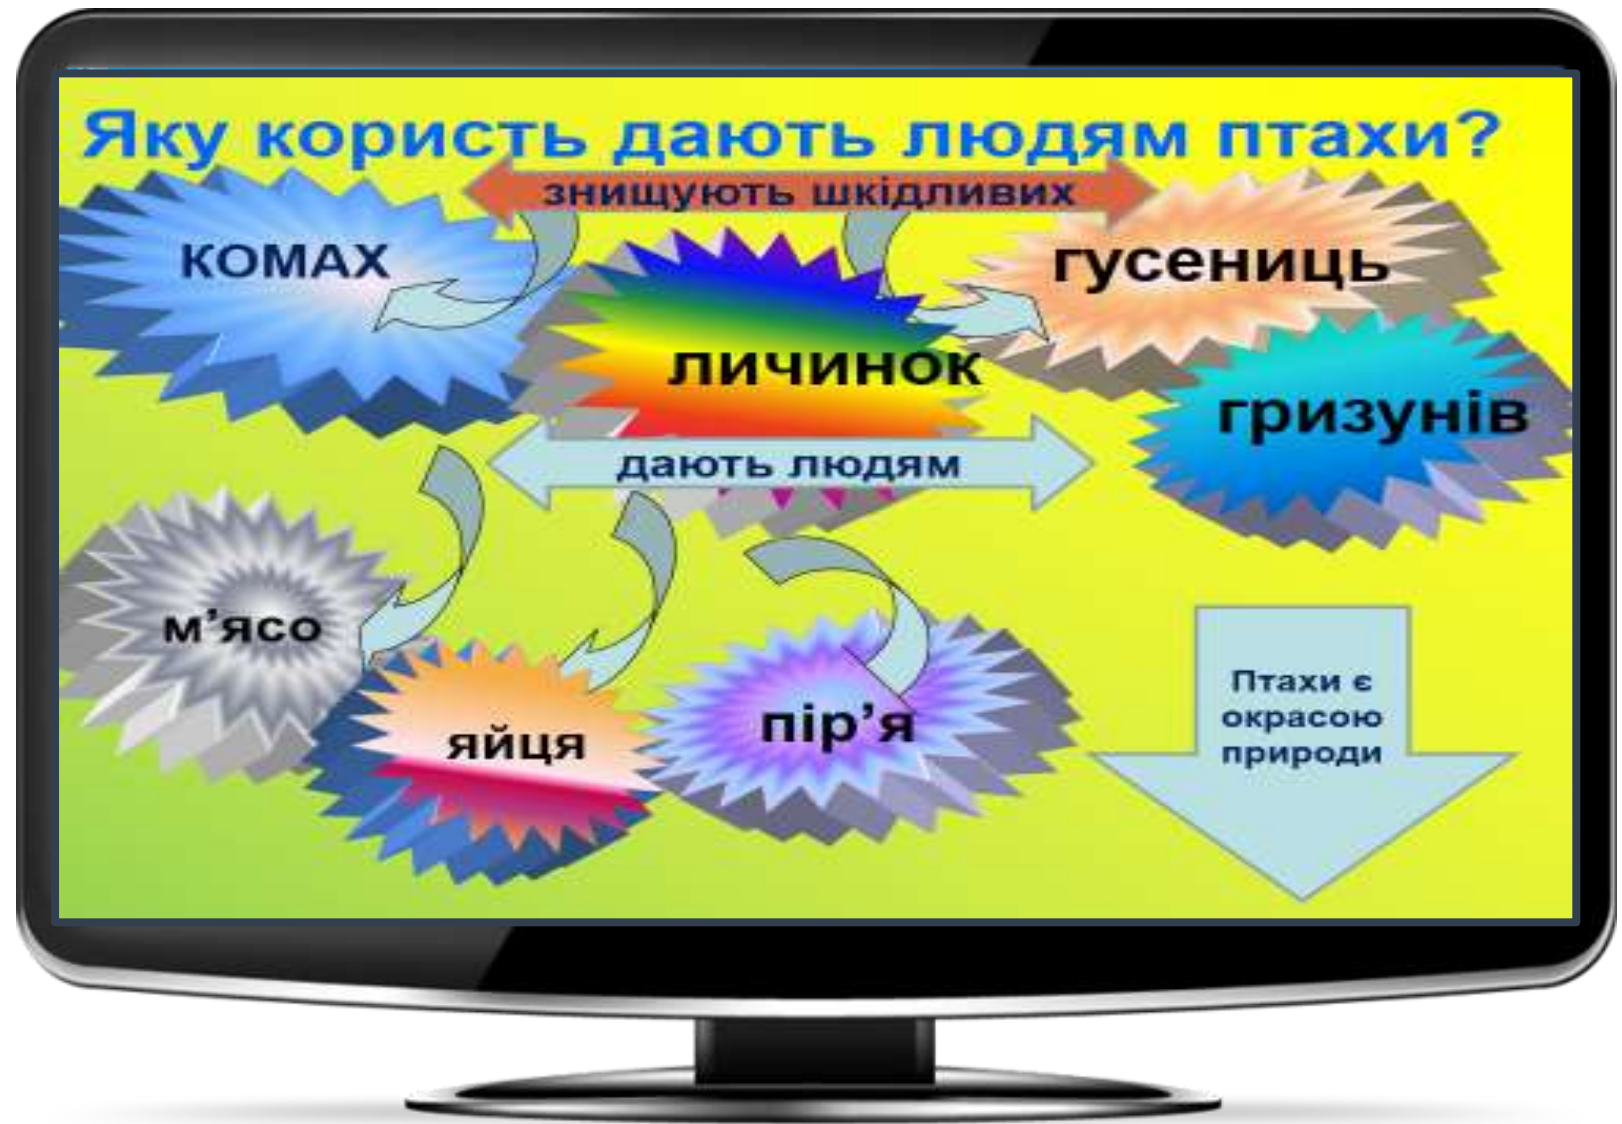 Яку користь дають людям птахи?
знищують шкідливих
комах
гусениць
личинок
гризунів
дають людям
м’ясо
яйця
пір’я
Птахи є
окрасою
природи